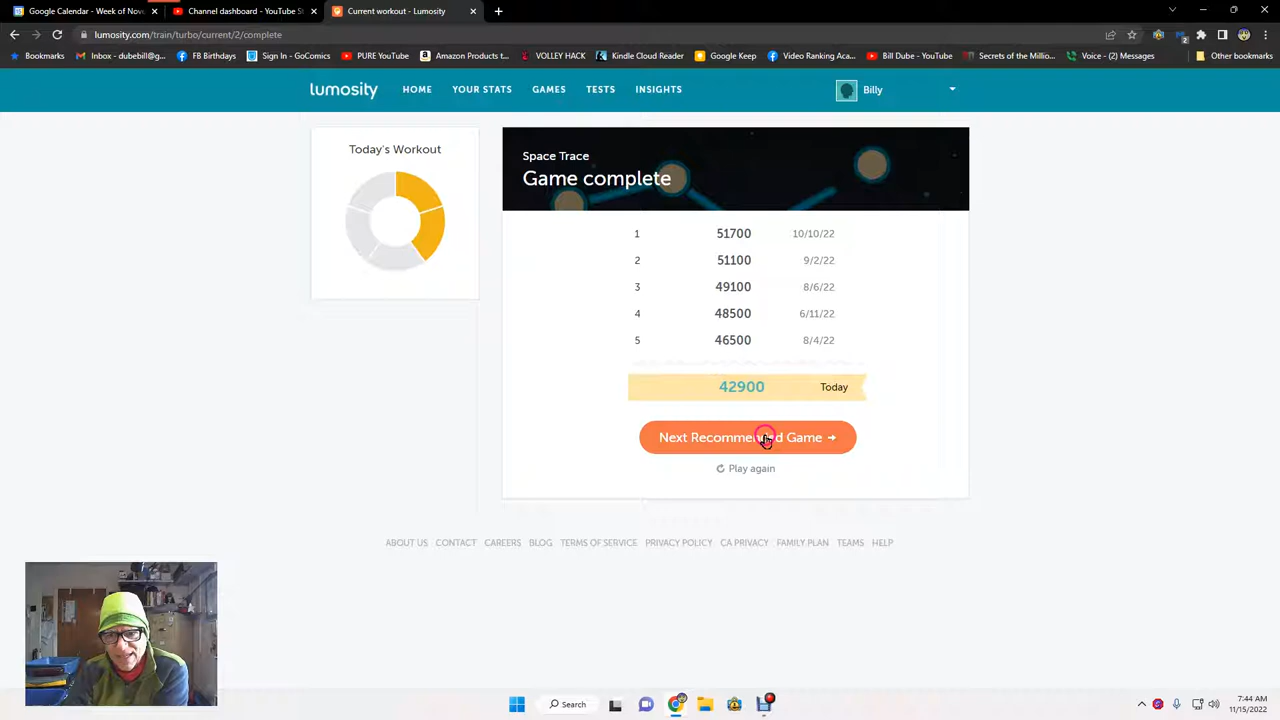 Google Calendar - Week of Nov
Channel dashboard - YouTube St
Current workout - Lumosity
lumosity.com/train/turbo/current/2/complete
Bookmarks
Inbox - dubebill@g...
FB Birthdays
Sign in - GoComics
PURE YouTube
Amazon Products t...
VOLLEY HACK
Kindle Cloud Reader
Google Keep
Video Ranking Aca...
Bill Dube - YouTube
Secrets of the Millio...
Voice - (8) Messages
Other bookmarks
lumosity
HOME
YOUR STATS
GAMES
TESTS
INSIGHTS
Billy
Today's Workout
Space Trace
Game complete
1 51700 10/10/22
2 51100 9/2/22
3 49100 8/6/22
4 48500 6/11/22
5 46500 8/4/22
42900 Today
Next Recommended Game →
Play again
ABOUT US CONTACT CAREERS BLOG TERMS OF SERVICE PRIVACY POLICY CA PRIVACY FAMILY PLAN TEAMS HELP
Search
7:44 AM
11/15/2022